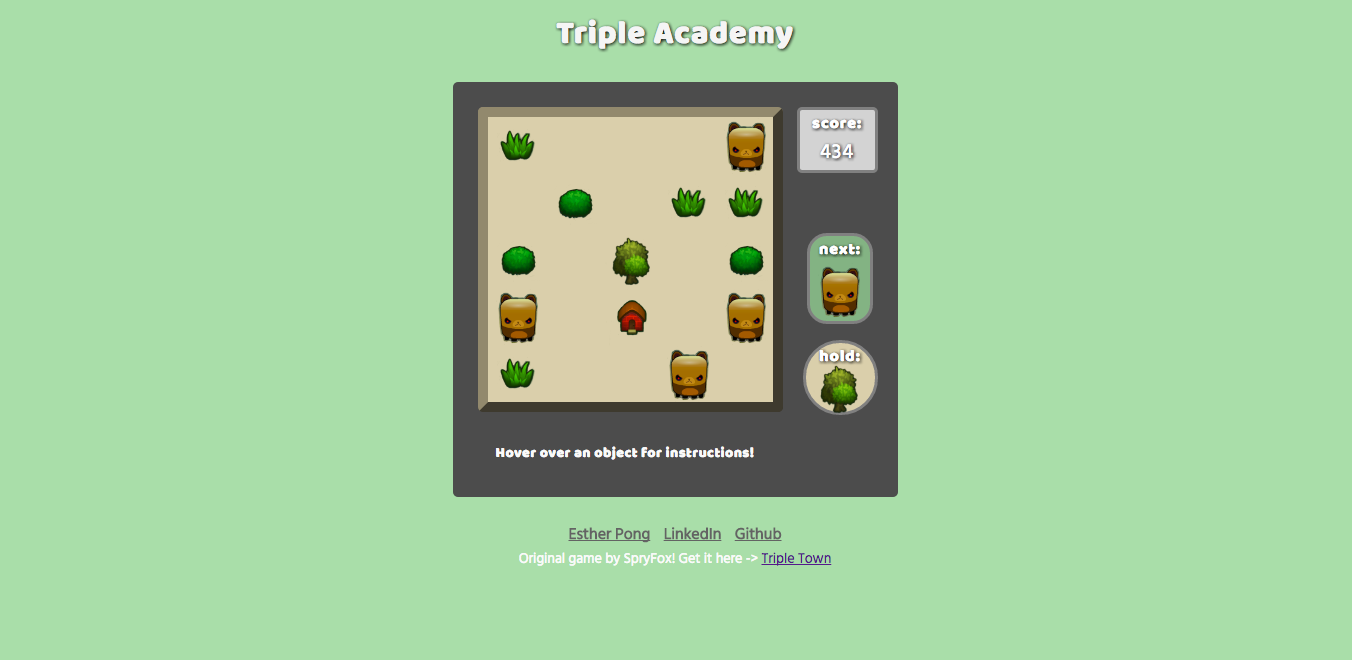 Triple Academy
score:
434
next:
hold:
Hover over an object for instructions!
Esther Pong LinkedIn Github
Original game by SpryFox! Get it here -> Triple Town